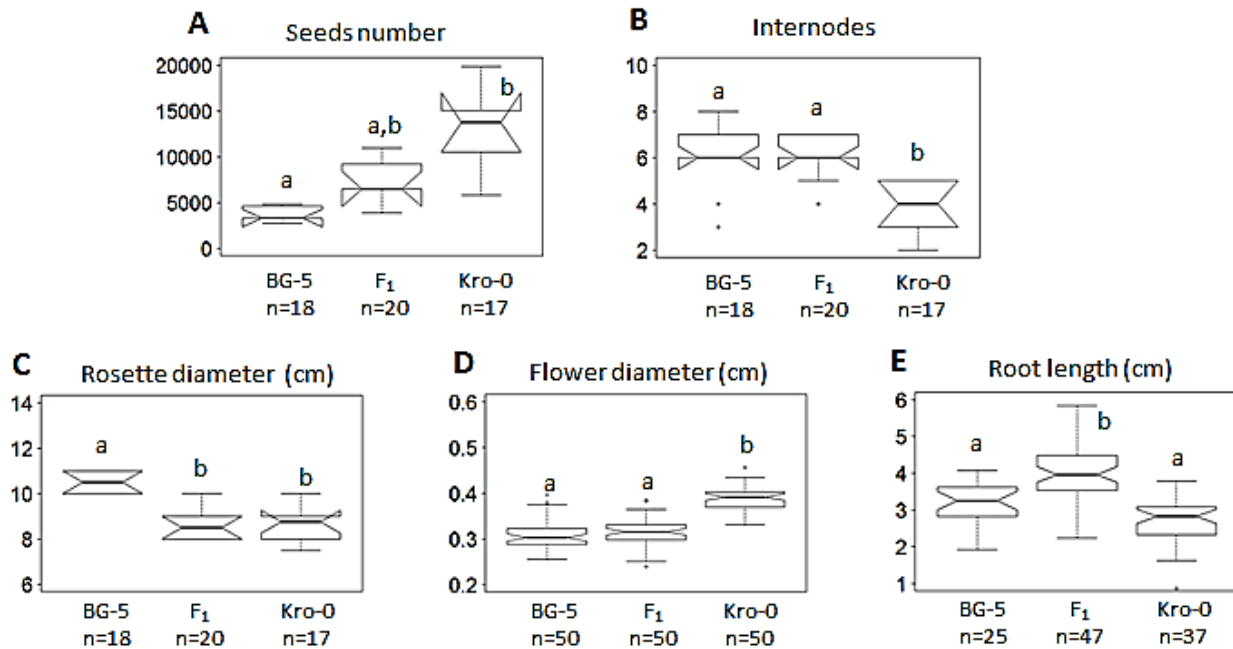 A
Seeds number
20000
15000
10000
5000
0
a
a,b
b
BG-5 F₁ Kro-0
n=18 n=20 n=17
B
Internodes
10
8
6
4
2
a
a
b
BG-5 F₁ Kro-0
n=18 n=20 n=17
C
Rosette diameter (cm)
14
12
10
8
6
a
b
b
BG-5 F₁ Kro-0
n=18 n=20 n=17
D
Flower diameter (cm)
0.6
0.5
0.4
0.3
0.2
a
a
b
BG-5 F₁ Kro-0
n=50 n=50 n=50
E
Root length (cm)
6
5
4
3
2
1
a
b
a
BG-5 F₁ Kro-0
n=25 n=47 n=37